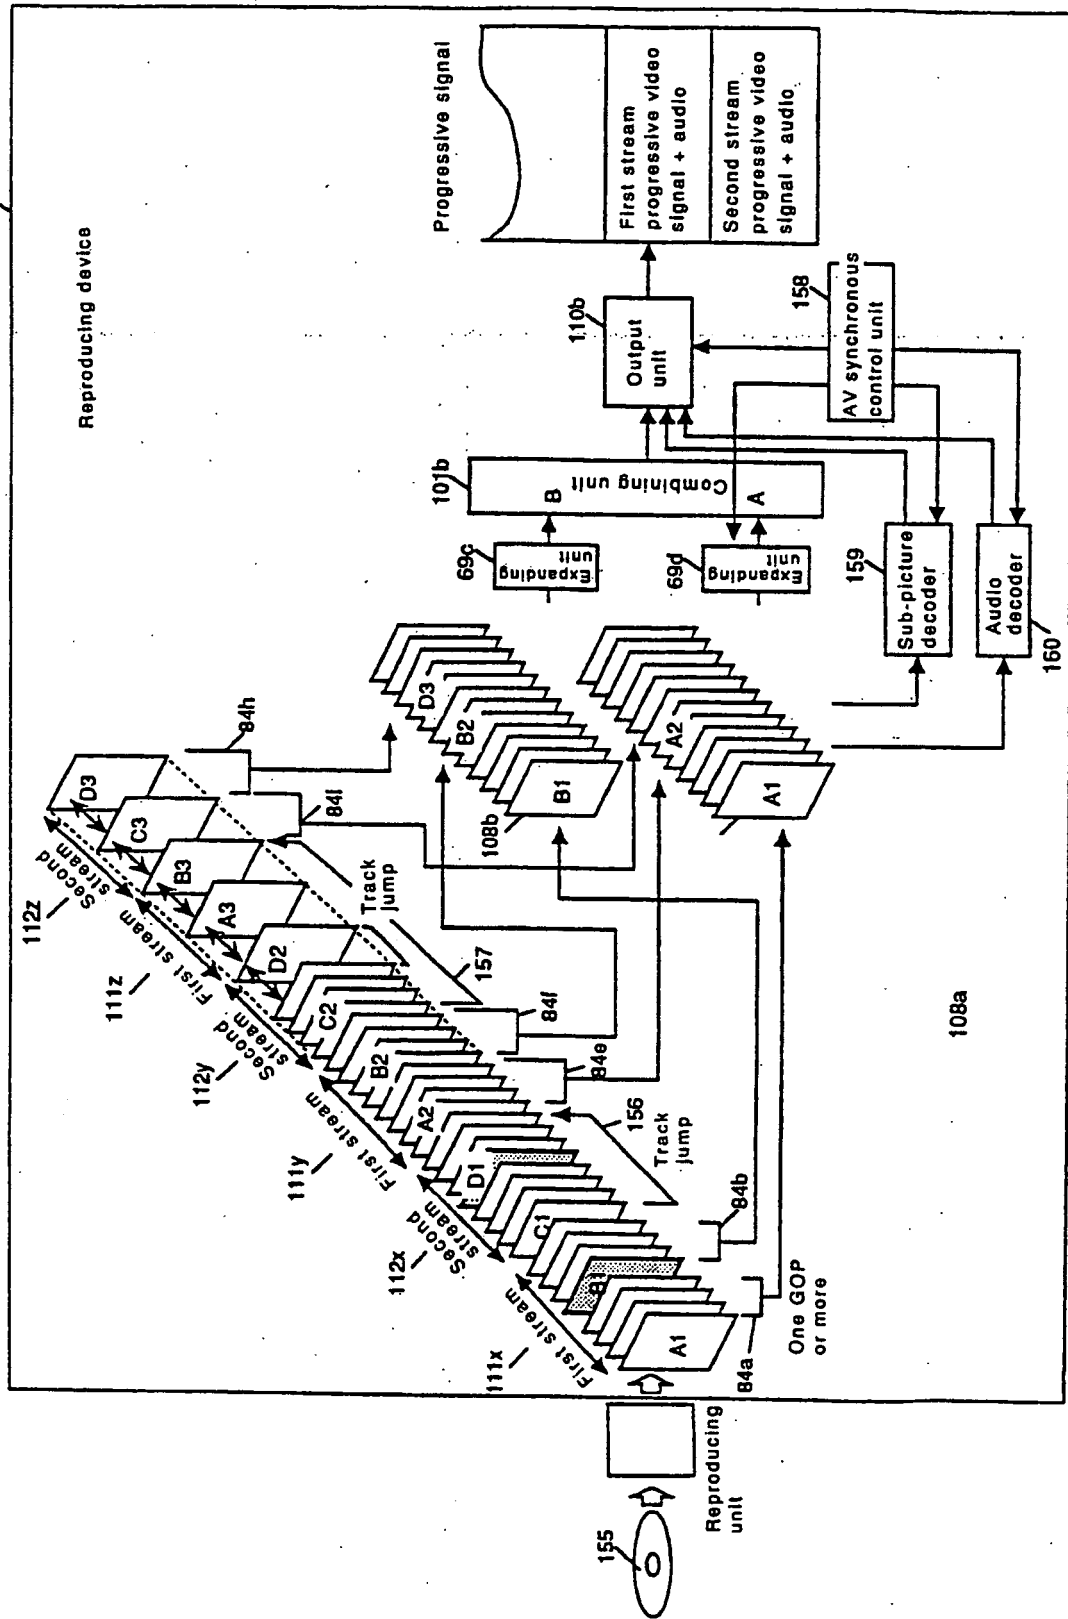 Reproducing device
Progressive signal
First stream
progressive video
signal + audio
Second stream
progressive video
signal + audio
155
Reproducing
unit
A1
B1
C1
D1
A2
B2
C2
D2
A3
B3
C3
D3
First stream
111x
Second
stream
112x
First stream
111y
Second
stream
112y
First stream
111z
Second
stream
112z
84a
One GOP
or more
84b
Track
jump
156
84e
84f
157
Track
jump
84i
84h
108a
108b
B1
B2
D3
A1
A2
69c
Expanding
unit
69d
Expanding
unit
101b
B
Combining unit
A
110b
Output
unit
158
AV synchronous
control unit
159
Sub-picture
decoder
Audio
decoder
160